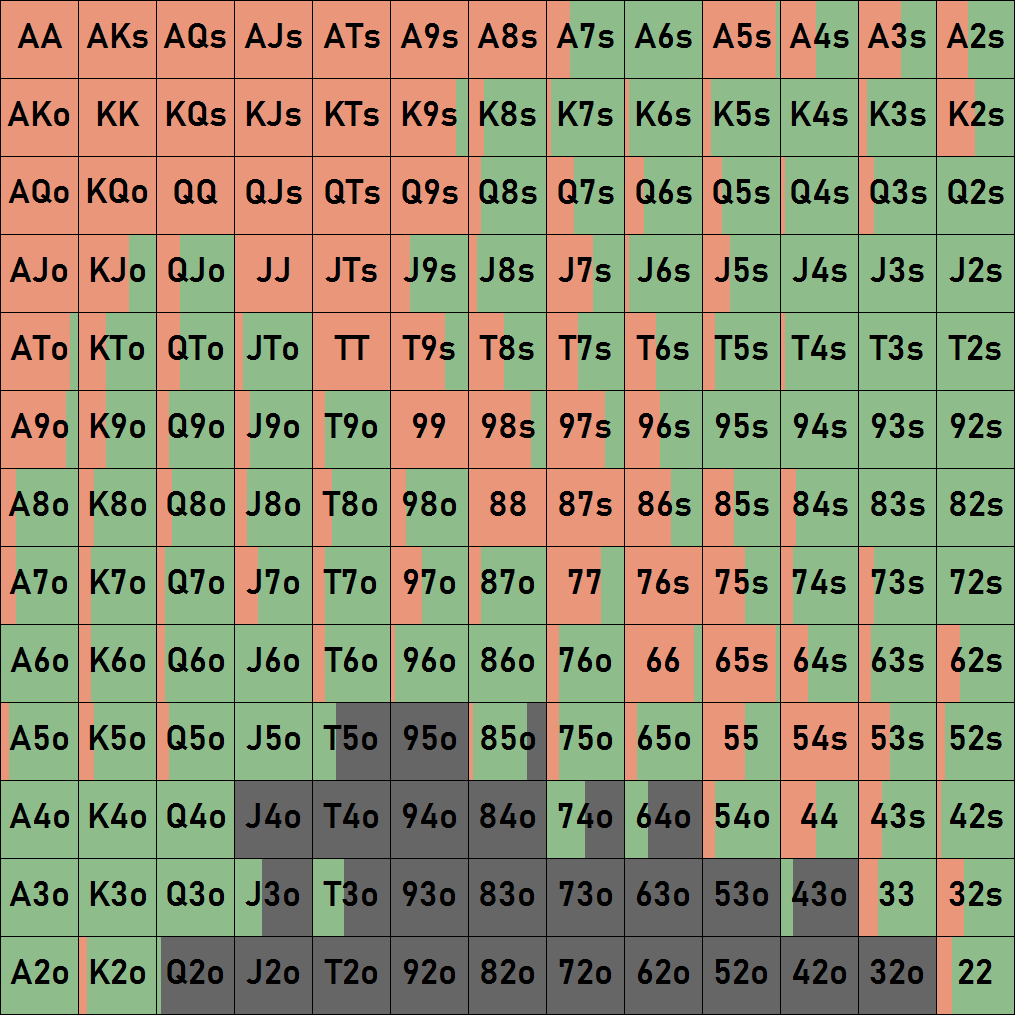 AA AKs AQs AJs ATs A9s A8s A7s A6s A5s A4s A3s A2s
AKo KK KQs KJs KTs K9s K8s K7s K6s K5s K4s K3s K2s
AQo KQo QQ QJs QTs Q9s Q8s Q7s Q6s Q5s Q4s Q3s Q2s
AJo KJo QJo JJ JTs J9s J8s J7s J6s J5s J4s J3s J2s
ATo KTo QTo JTo TT T9s T8s T7s T6s T5s T4s T3s T2s
A9o K9o Q9o J9o T9o 99 98s 97s 96s 95s 94s 93s 92s
A8o K8o Q8o J8o T8o 98o 88 87s 86s 85s 84s 83s 82s
A7o K7o Q7o J7o T7o 97o 87o 77 76s 75s 74s 73s 72s
A6o K6o Q6o J6o T6o 96o 86o 76o 66 65s 64s 63s 62s
A5o K5o Q5o J5o T5o 95o 85o 75o 65o 55 54s 53s 52s
A4o K4o Q4o J4o T4o 94o 84o 74o 64o 54o 44 43s 42s
A3o K3o Q3o J3o T3o 93o 83o 73o 63o 53o 43o 33 32s
A2o K2o Q2o J2o T2o 92o 82o 72o 62o 52o 42o 32o 22